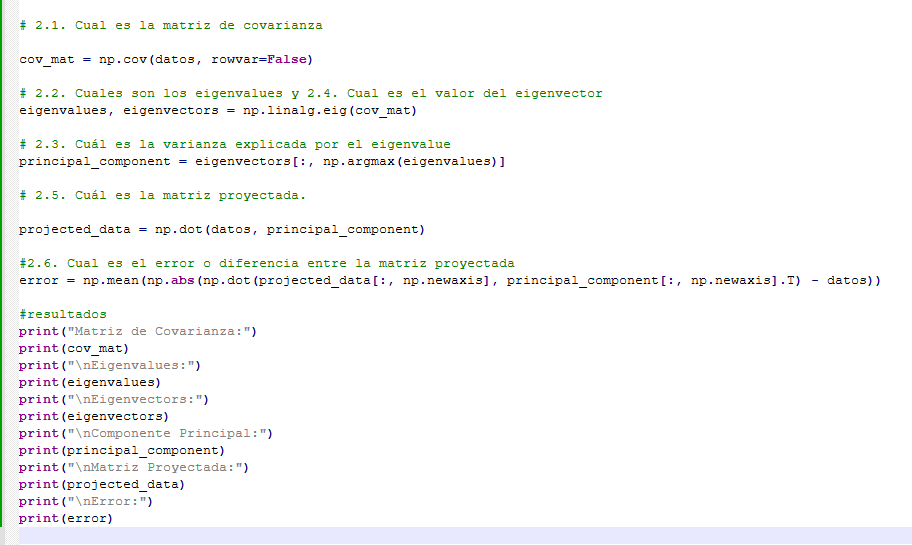 # 2.1. Cual es la matriz de covarianza
cov_mat = np.cov(datos, rowvar=False)
# 2.2. Cuales son los eigenvalues y 2.4. Cual es el valor del eigenvector
eigenvalues, eigenvectors = np.linalg.eig(cov_mat)
# 2.3. Cuál es la varianza explicada por el eigenvalue
principal_component = eigenvectors[:, np.argmax(eigenvalues)]
# 2.5. Cuál es la matriz proyectada.
projected_data = np.dot(datos, principal_component)
#2.6. Cual es el error o diferencia entre la matriz proyectada
error = np.mean(np.abs(np.dot(projected_data[:, np.newaxis], principal_component[:, np.newaxis].T) - datos))
#resultados
print("Matriz de Covarianza:")
print(cov_mat)
print("\nEigenvalues:")
print(eigenvalues)
print("\nEigenvectors:")
print(eigenvectors)
print("\nComponente Principal:")
print(principal_component)
print("\nMatriz Proyectada:")
print(projected_data)
print("\nError:")
print(error)